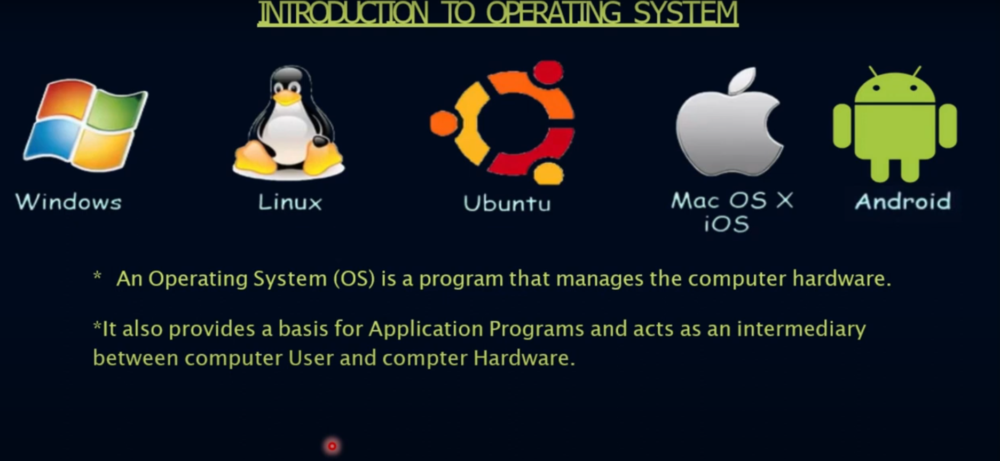 INTRODUCTION TO OPERATING SYSTEM
Windows
Linux
Ubuntu
Mac OS X
iOS
Android
* An Operating System (OS) is a program that manages the computer hardware.
*It also provides a basis for Application Programs and acts as an intermediary
between computer User and compter Hardware.